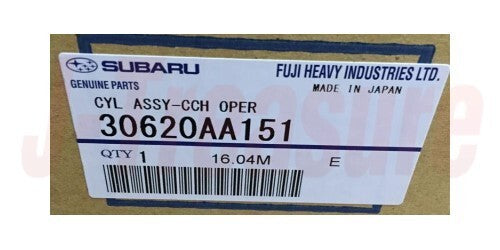 SUBARU
GENUINE PARTS
FUJI HEAVY INDUSTRIES LTD.
MADE IN JAPAN
CYL ASSY-CCH OPER
30620AA151
QTY 1 16.04M E